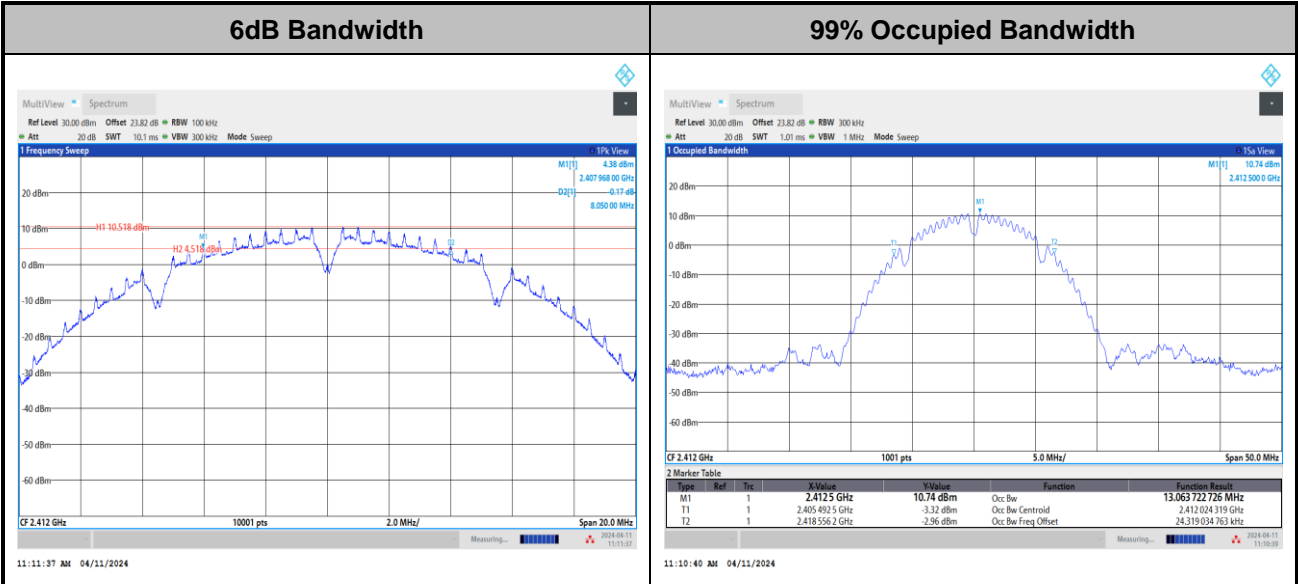 6dB Bandwidth
MultiView Spectrum
Ref Level 30.00 dBm Offset 23.82 dB RBW 100 kHz
Att 20 dB SWT 10.1 ms VBW 300 kHz Mode Sweep
1 Frequency Sweep 1Pk View
M1[1] 4.38 dBm
2.407 968 00 GHz
D2[1] -0.17 dB
8.050 00 MHz
20 dBm
H1 10.518 dBm
10 dBm
M1
H2 4.518 dBm
D2
0 dBm
-10 dBm
-20 dBm
-30 dBm
-40 dBm
-50 dBm
-60 dBm
CF 2.412 GHz 10001 pts 2.0 MHz/ Span 20.0 MHz
Measuring... 2024-04-11
11:11:37
11:11:37 AM 04/11/2024
99% Occupied Bandwidth
MultiView Spectrum
Ref Level 30.00 dBm Offset 23.82 dB RBW 300 kHz
Att 20 dB SWT 1.01 ms VBW 1 MHz Mode Sweep
1 Occupied Bandwidth 1Sa View
M1[1] 10.74 dBm
2.412 500 0 GHz
20 dBm
M1
10 dBm
T1
T2
0 dBm
-10 dBm
-20 dBm
-30 dBm
-40 dBm
-50 dBm
-60 dBm
CF 2.412 GHz 1001 pts 5.0 MHz/ Span 50.0 MHz
2 Marker Table
Type Ref Trc X-Value Y-Value Function Function Result
M1 1 2.412 5 GHz 10.74 dBm Occ Bw 13.063 722 726 MHz
T1 1 2.405 492 5 GHz -3.32 dBm Occ Bw Centroid 2.412 024 319 GHz
T2 1 2.418 556 2 GHz -2.96 dBm Occ Bw Freq Offset 24.319 034 763 kHz
Measuring... 2024-04-11
11:10:39
11:10:40 AM 04/11/2024